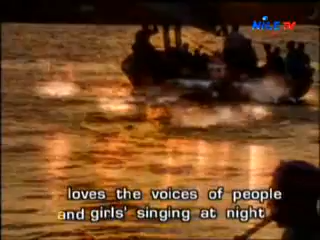 NileTV
loves the voices of people
and girls' singing at night